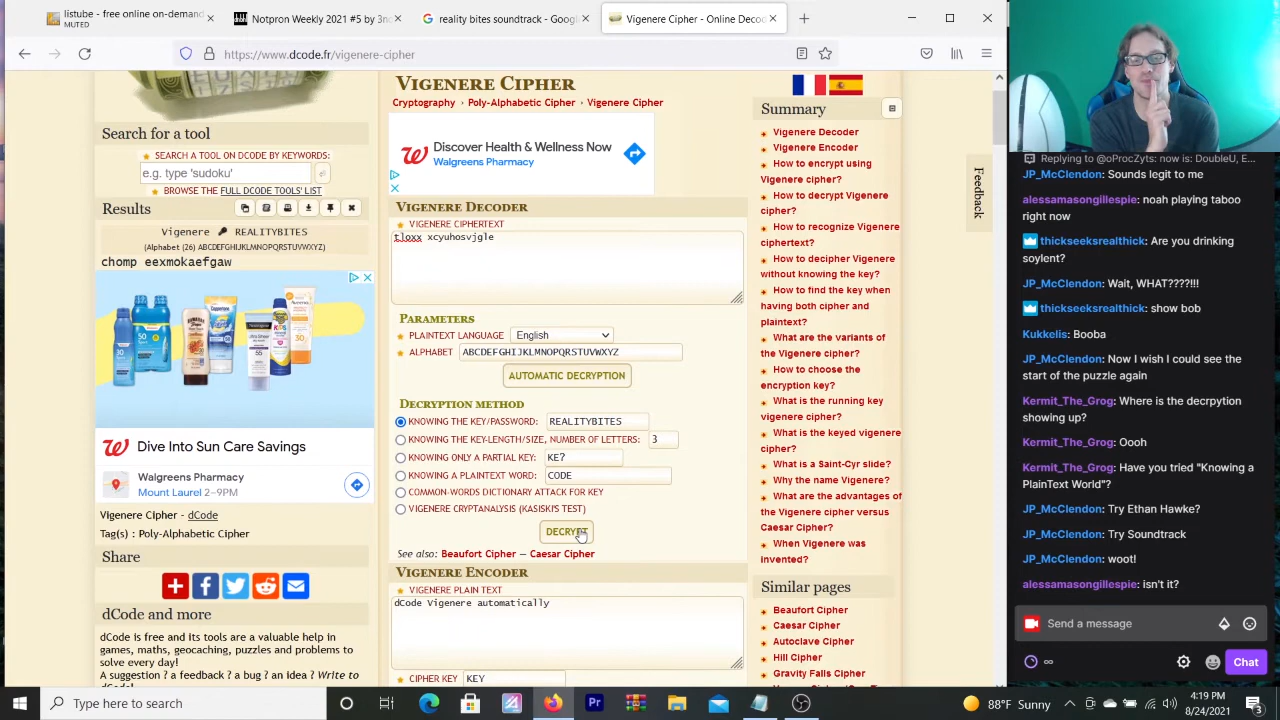 listube - free online on-demand
MUTED
Notpron Weekly 2021 #5 by 3n
reality bites soundtrack - Goog
Vigenere Cipher - Online Decod
https://www.dcode.fr/vigenere-cipher
Search for a tool
SEARCH A TOOL ON DCODE BY KEYWORDS:
e.g. type 'sudoku'
BROWSE THE FULL DCODE TOOLS' LIST
Results
Vigenere REALITYBITES
(Alphabet (26) ABCDEFGHIJKLMNOPQRSTUVWXYZ)
chomp eexmokaefgaw
Dive Into Sun Care Savings
Walgreens Pharmacy
Mount Laurel 2–9PM
Vigenere Cipher - dCode
Tag(s) : Poly-Alphabetic Cipher
Share
dCode and more
dCode is free and its tools are a valuable help in
games, maths, geocaching, puzzles and problems to
solve every day!
A suggestion ? a feedback ? a bug ? an idea ? Write to
VIGENERE CIPHER
Cryptography › Poly-Alphabetic Cipher › Vigenere Cipher
Discover Health & Wellness Now
Walgreens Pharmacy
VIGENERE DECODER
VIGENERE CIPHERTEXT
tloxx xcyuhosvjgle
PARAMETERS
PLAINTEXT LANGUAGE English
ALPHABET ABCDEFGHIJKLMNOPQRSTUVWXYZ
AUTOMATIC DECRYPTION
DECRYPTION METHOD
KNOWING THE KEY/PASSWORD: REALITYBITES
KNOWING THE KEY-LENGTH/SIZE, NUMBER OF LETTERS: 3
KNOWING ONLY A PARTIAL KEY: KE?
KNOWING A PLAINTEXT WORD: CODE
COMMON-WORDS DICTIONARY ATTACK FOR KEY
VIGENERE CRYPTANALYSIS (KASISKI'S TEST)
DECRYPT
See also: Beaufort Cipher — Caesar Cipher
VIGENERE ENCODER
VIGENERE PLAIN TEXT
dCode Vigenere automatically
CIPHER KEY KEY
Summary
Vigenere Decoder
Vigenere Encoder
How to encrypt using
Vigenere cipher?
How to decrypt Vigenere
cipher?
How to recognize Vigenere
ciphertext?
How to decipher Vigenere
without knowing the key?
How to find the key when
having both cipher and
plaintext?
What are the variants of
the Vigenere cipher?
How to choose the
encryption key?
What is the running key
vigenere cipher?
What is the keyed vigenere
cipher?
What is a Saint-Cyr slide?
Why the name Vigenere?
What are the advantages of
the Vigenere cipher versus
Caesar Cipher?
When Vigenere was
invented?
Similar pages
Beaufort Cipher
Caesar Cipher
Autoclave Cipher
Hill Cipher
Gravity Falls Cipher
Feedback
Replying to @oProcZyts: now is: DoubleU, E...
JP_McClendon: Sounds legit to me
alessamasongillespie: noah playing taboo
right now
thickseeksrealthick: Are you drinking
soylent?
JP_McClendon: Wait, WHAT????!!!
thickseeksrealthick: show bob
Kukkelis: Booba
JP_McClendon: Now I wish I could see the
start of the puzzle again
Kermit_The_Grog: Where is the decrpytion
showing up?
Kermit_The_Grog: Oooh
Kermit_The_Grog: Have you tried "Knowing a
PlainText World"?
JP_McClendon: Try Ethan Hawke?
JP_McClendon: Try Soundtrack
JP_McClendon: woot!
alessamasongillespie: isn't it?
Send a message
Chat
Type here to search
Pr
88°F Sunny
4:19 PM
8/24/2021
3